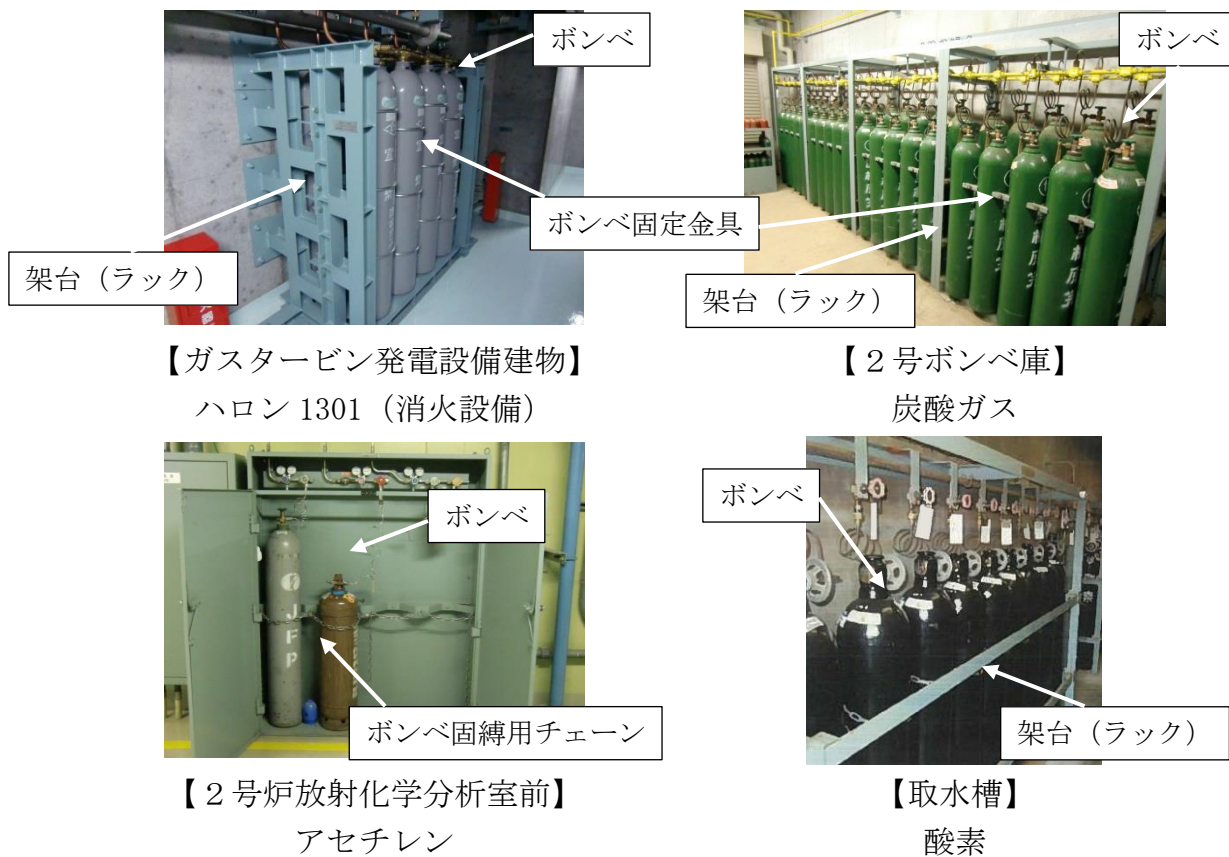 ボンベ
ボンベ
ボンベ固定金具
架台（ラック）
架台（ラック）
【ガスタービン発電設備建物】
【２号ボンベ庫】
ハロン 1301（消火設備）
炭酸ガス
ボンベ
ボンベ
JFP
ボンベ固縛用チェーン
架台（ラック）
【２号炉放射化学分析室前】
【取水槽】
アセチレン
酸素